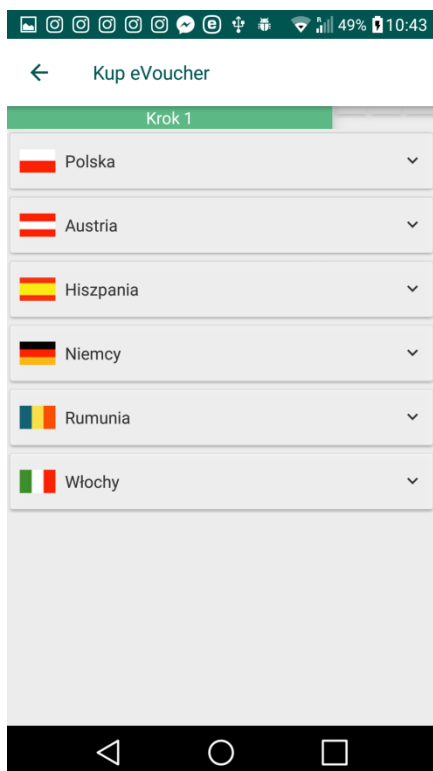 49% 10:43
Kup eVoucher
Krok 1
Polska
Austria
Hiszpania
Niemcy
Rumunia
Włochy